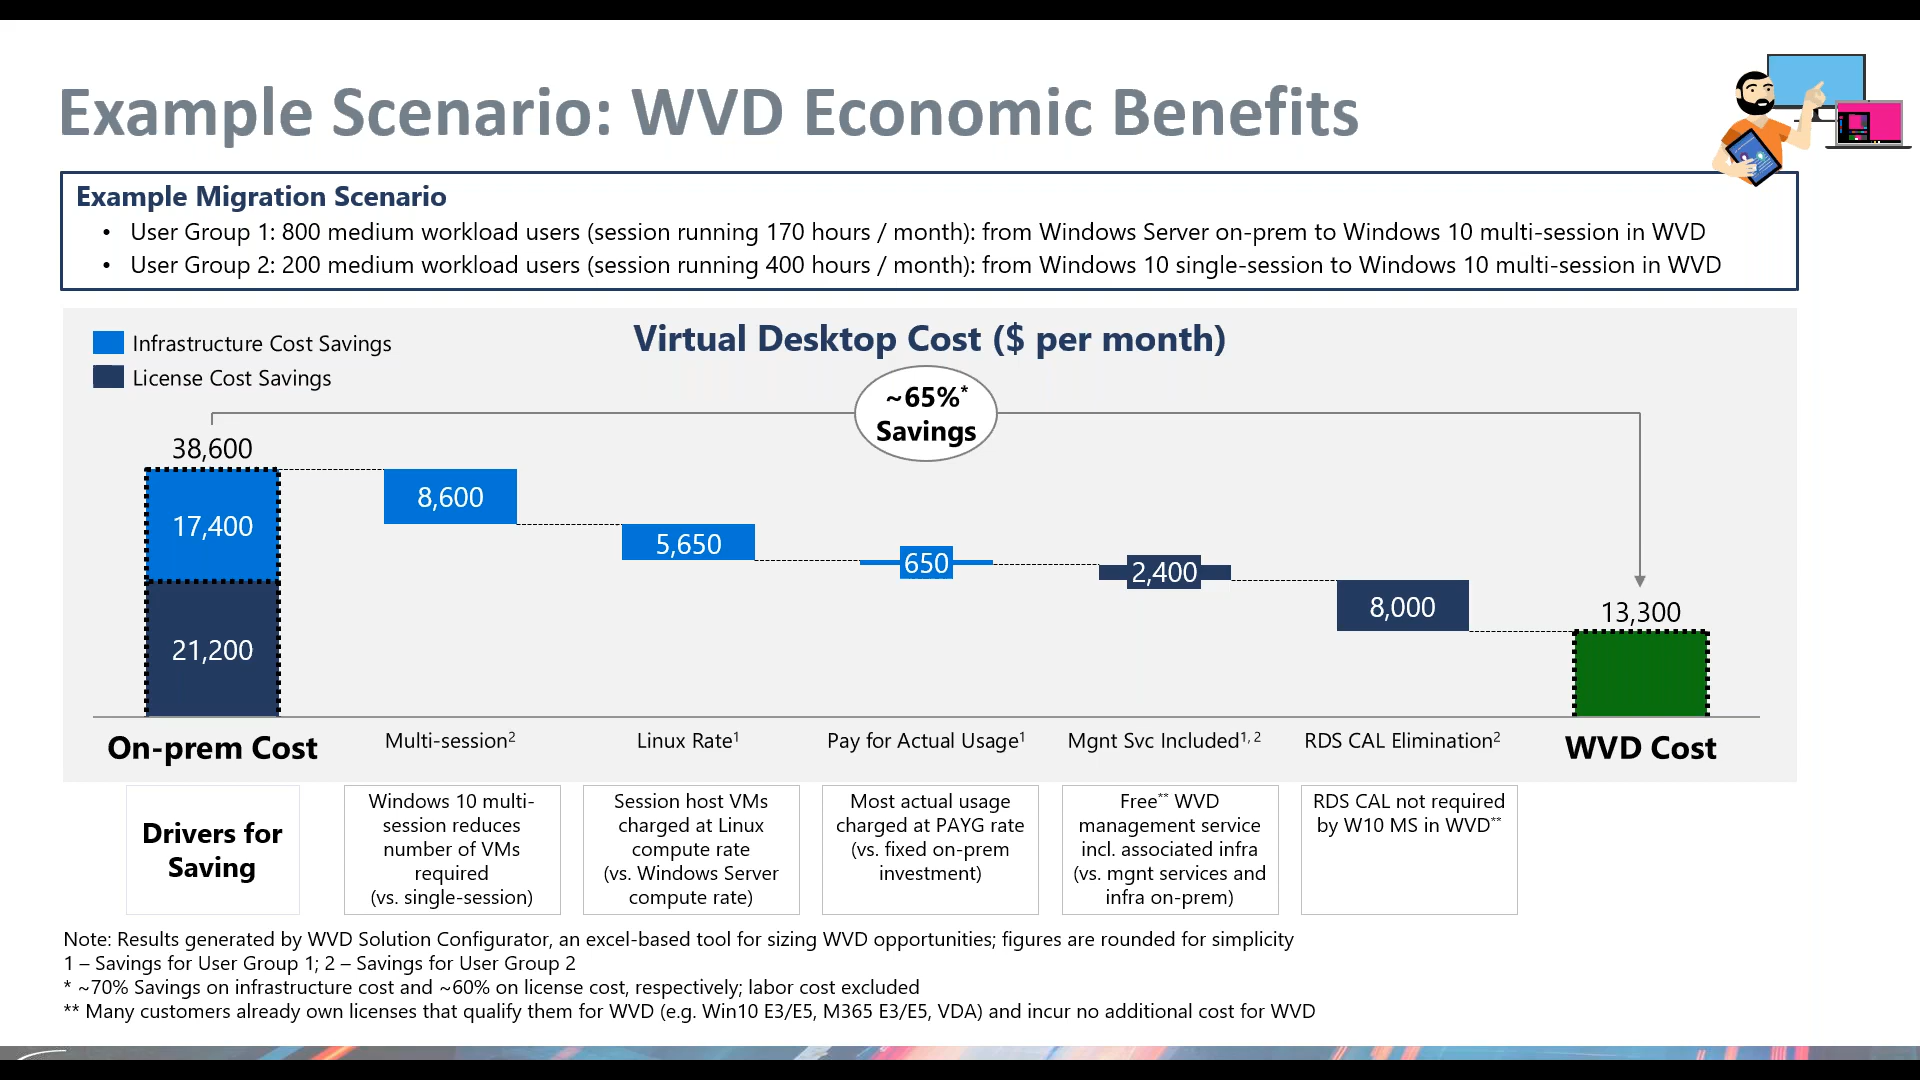 Example Scenario: WVD Economic Benefits
Example Migration Scenario
• User Group 1: 800 medium workload users (session running 170 hours / month): from Windows Server on-prem to Windows 10 multi-session in WVD
• User Group 2: 200 medium workload users (session running 400 hours / month): from Windows 10 single-session to Windows 10 multi-session in WVD
Virtual Desktop Cost ($ per month)
Infrastructure Cost Savings
License Cost Savings
~65%*
Savings
38,600
17,400
21,200
8,600
5,650
650
2,400
8,000
13,300
On-prem Cost
Multi-session²
Linux Rate¹
Pay for Actual Usage¹
Mgnt Svc Included¹,²
RDS CAL Elimination²
WVD Cost
Drivers for
Saving
Windows 10 multi-
session reduces
number of VMs
required
(vs. single-session)
Session host VMs
charged at Linux
compute rate
(vs. Windows Server
compute rate)
Most actual usage
charged at PAYG rate
(vs. fixed on-prem
investment)
Free** WVD
management service
incl. associated infra
(vs. mgnt services and
infra on-prem)
RDS CAL not required
by W10 MS in WVD**
Note: Results generated by WVD Solution Configurator, an excel-based tool for sizing WVD opportunities; figures are rounded for simplicity
1 – Savings for User Group 1; 2 – Savings for User Group 2
* ~70% Savings on infrastructure cost and ~60% on license cost, respectively; labor cost excluded
** Many customers already own licenses that qualify them for WVD (e.g. Win10 E3/E5, M365 E3/E5, VDA) and incur no additional cost for WVD